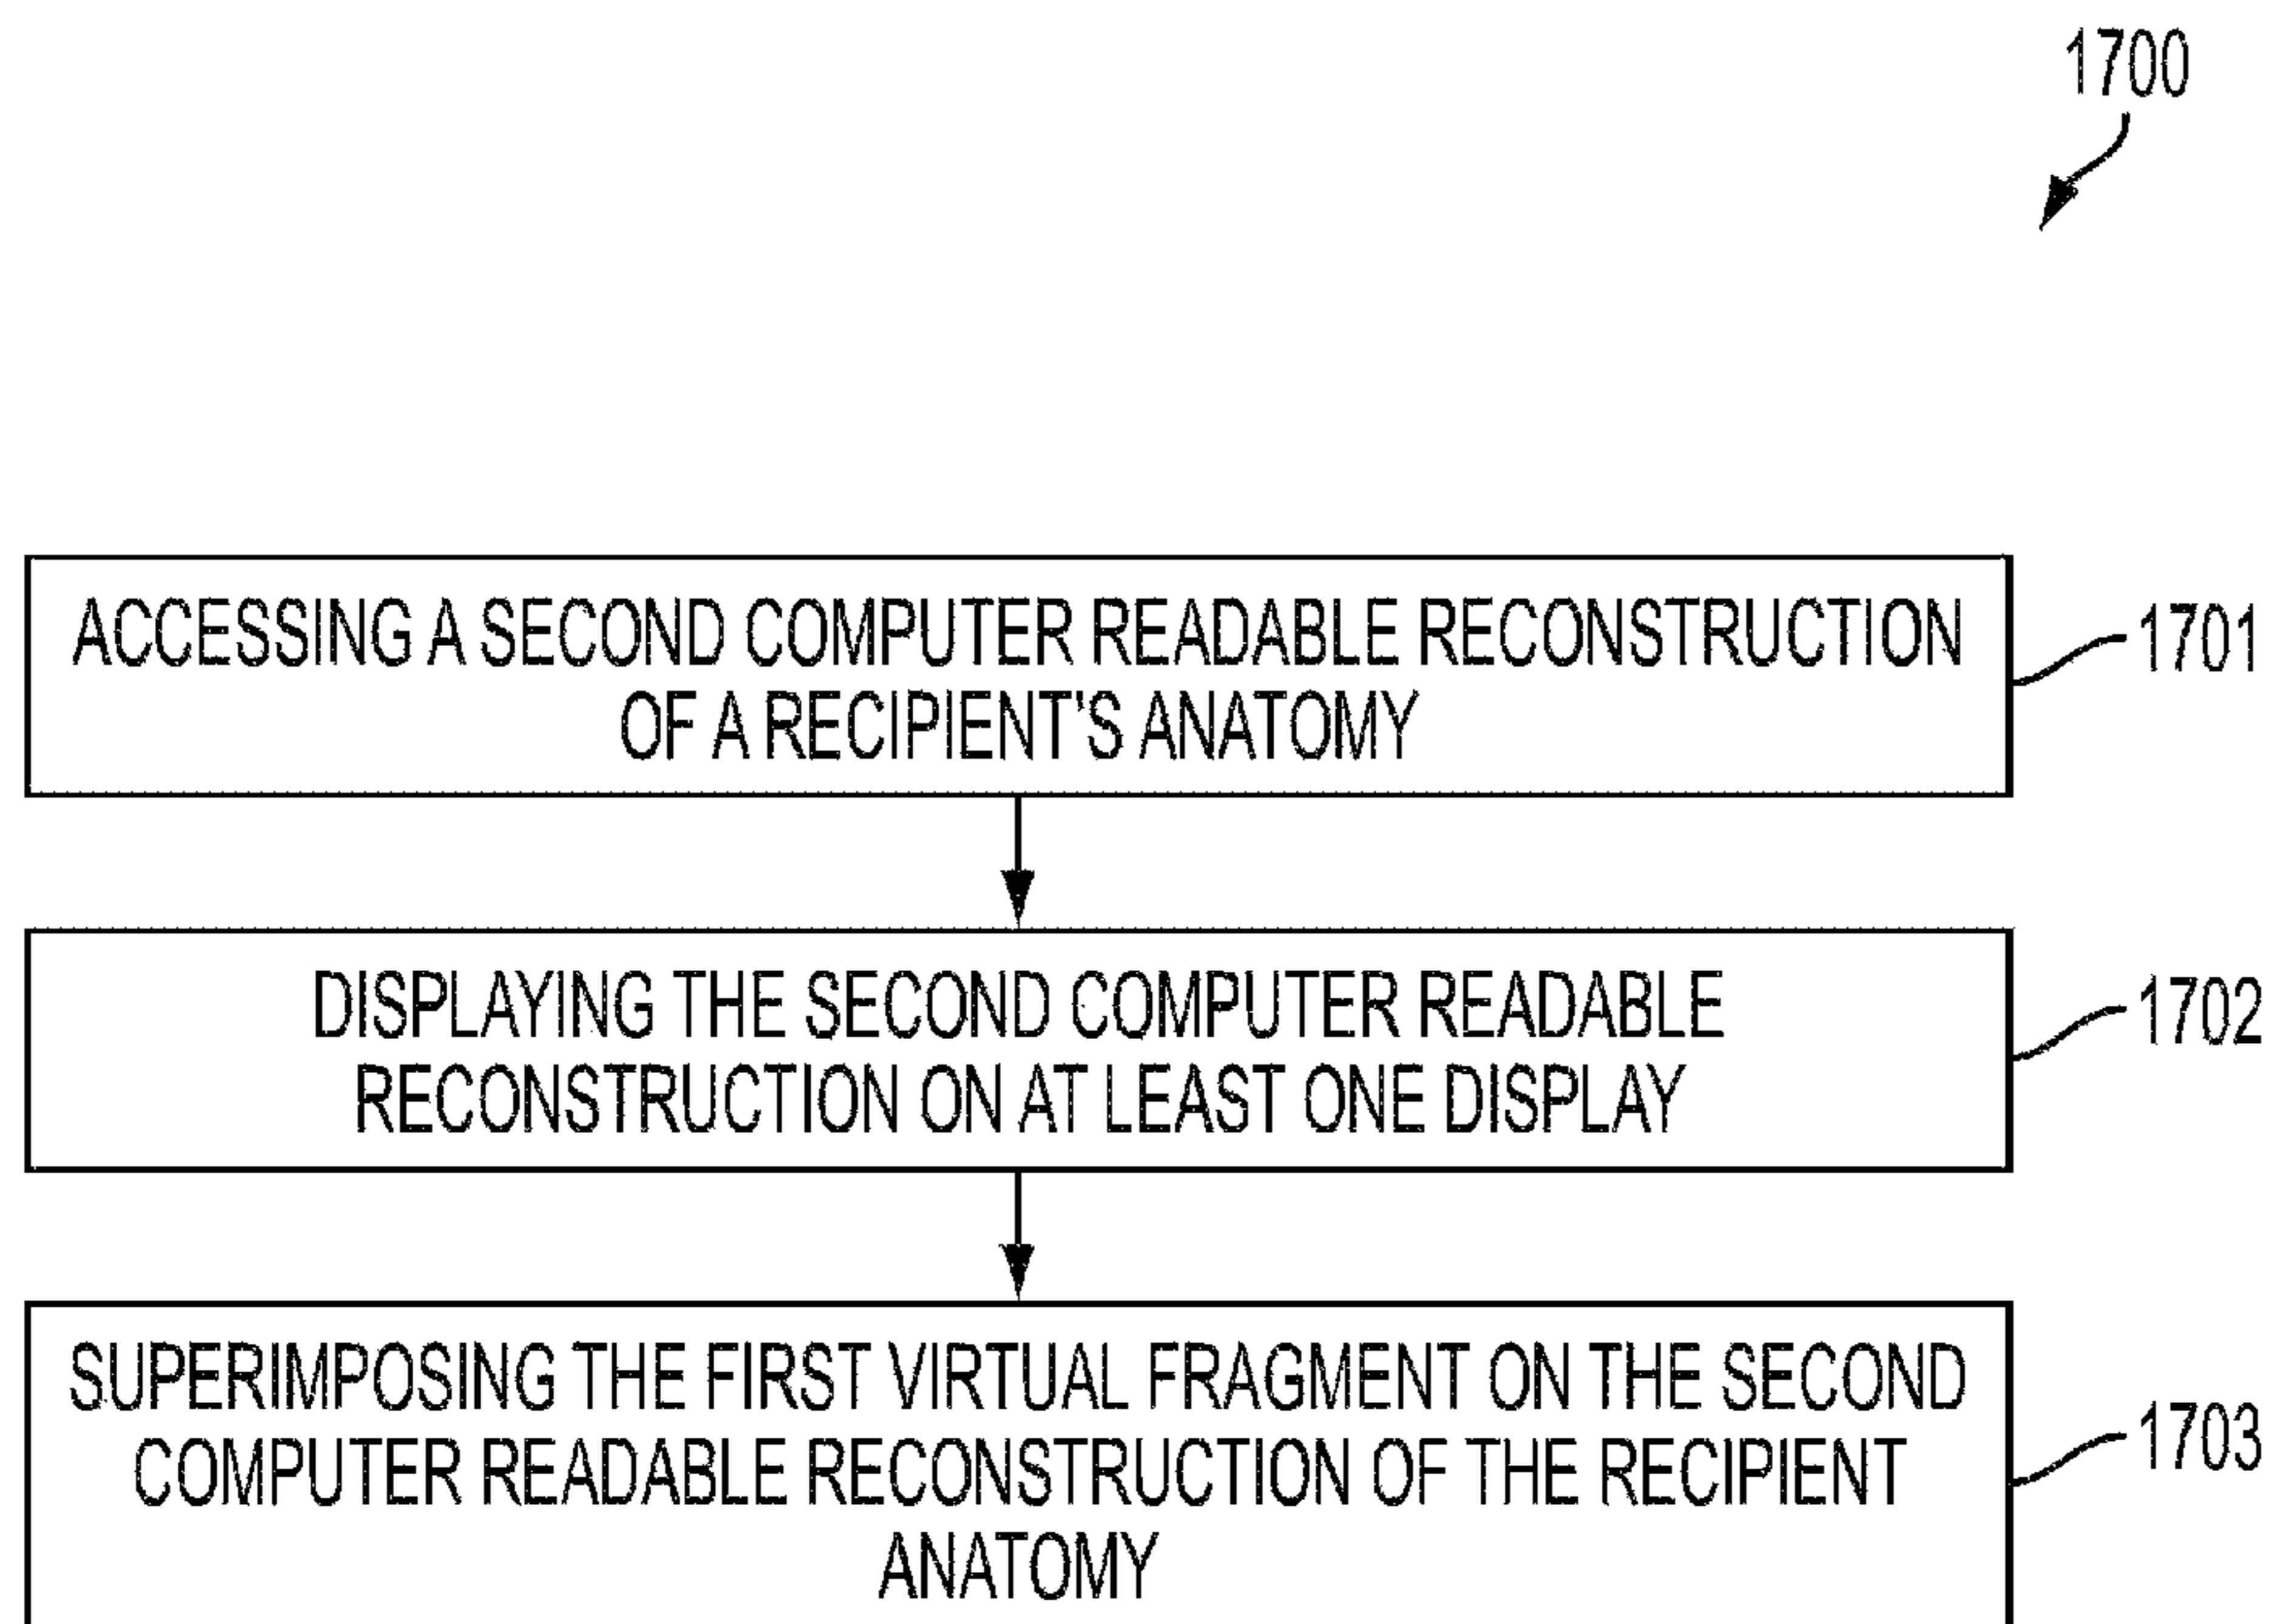 1700
ACCESSING A SECOND COMPUTER READABLE RECONSTRUCTION
OF A RECIPIENT'S ANATOMY
1701
DISPLAYING THE SECOND COMPUTER READABLE
RECONSTRUCTION ON AT LEAST ONE DISPLAY
1702
SUPERIMPOSING THE FIRST VIRTUAL FRAGMENT ON THE SECOND
COMPUTER READABLE RECONSTRUCTION OF THE RECIPIENT
ANATOMY
1703